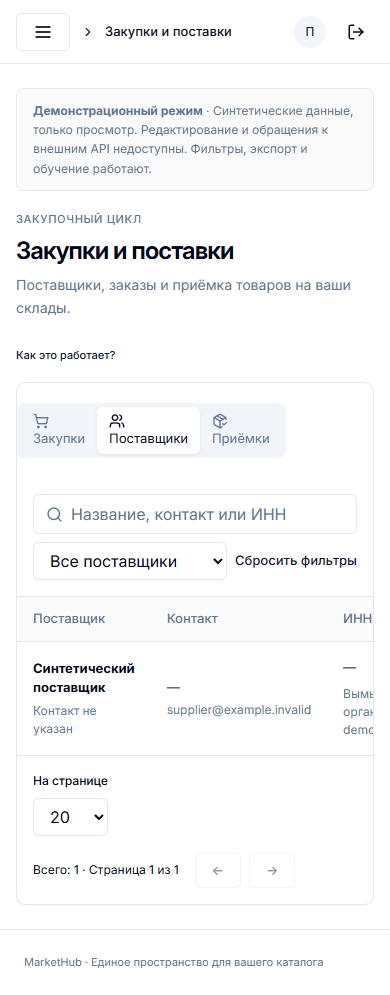 Закупки и поставки
П
Демонстрационный режим · Синтетические данные,
только просмотр. Редактирование и обращения к
внешним API недоступны. Фильтры, экспорт и
обучение работают.
ЗАКУПОЧНЫЙ ЦИКЛ
Закупки и поставки
Поставщики, заказы и приёмка товаров на ваши
склады.
Как это работает?
Закупки
Поставщики
Приёмки
Название, контакт или ИНН
Все поставщики
Сбросить фильтры
Поставщик Контакт ИНН
Синтетический
поставщик
Контакт не
указан
—
supplier@example.invalid
—
На странице
20
Всего: 1 · Страница 1 из 1
← →
MarketHub · Единое пространство для вашего каталога